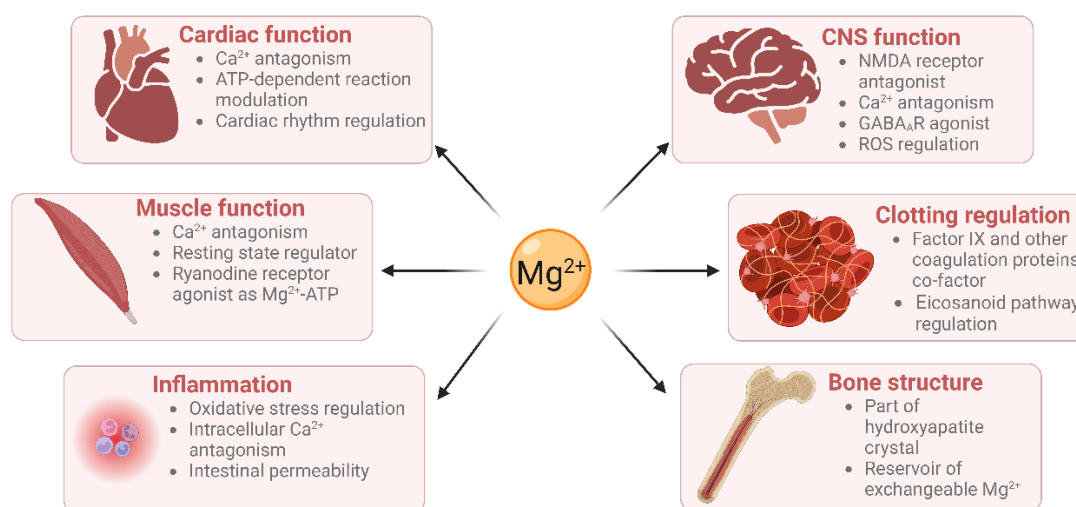 Cardiac function
• Ca²⁺ antagonism
• ATP-dependent reaction
modulation
• Cardiac rhythm regulation
CNS function
• NMDA receptor
antagonist
• Ca²⁺ antagonism
• GABA_AR agonist
• ROS regulation
Muscle function
• Ca²⁺ antagonism
• Resting state regulator
• Ryanodine receptor
agonist as Mg²⁺-ATP
Mg²⁺
Clotting regulation
• Factor IX and other
coagulation proteins
co-factor
• Eicosanoid pathway
regulation
Inflammation
• Oxidative stress regulation
• Intracellular Ca²⁺
antagonism
• Intestinal permeability
Bone structure
• Part of
hydroxyapatite
crystal
• Reservoir of
exchangeable Mg²⁺